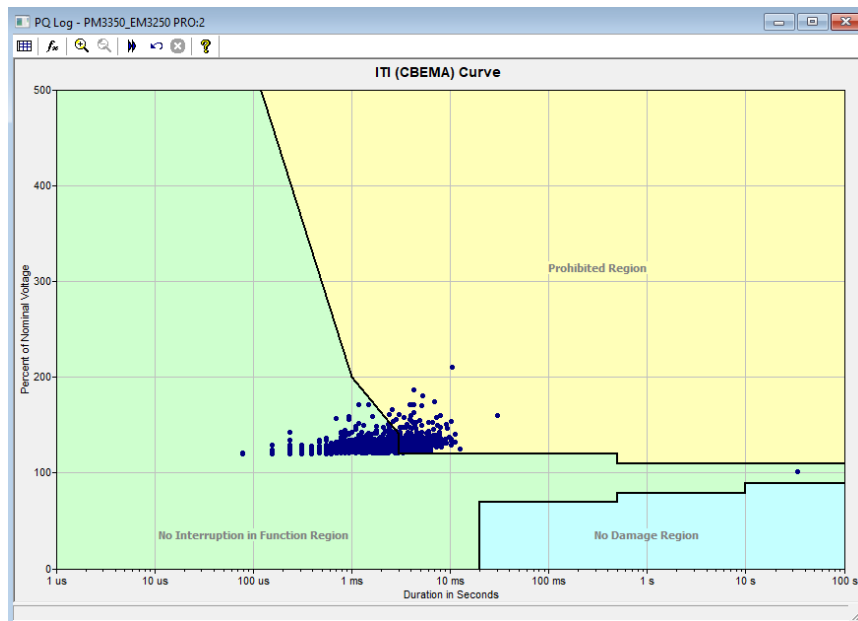 PQ Log - PM3350_EM3250 PRO:2
ITI (CBEMA) Curve
500
400
300
200
100
0
Percent of Nominal Voltage
Prohibited Region
No Interruption in Function Region
No Damage Region
1 us
10 us
100 us
1 ms
10 ms
100 ms
1 s
10 s
100 s
Duration in Seconds